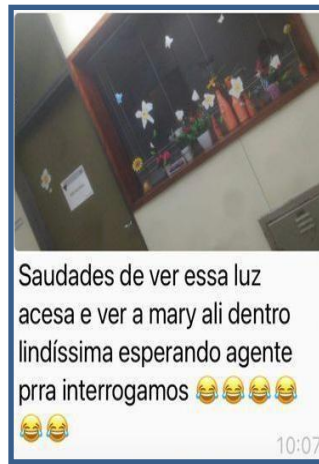 Saudades de ver essa luz
acesa e ver a mary ali dentro
lindíssima esperando agente
prra interrogamos 😂😂😂😂
😂😂
10:07